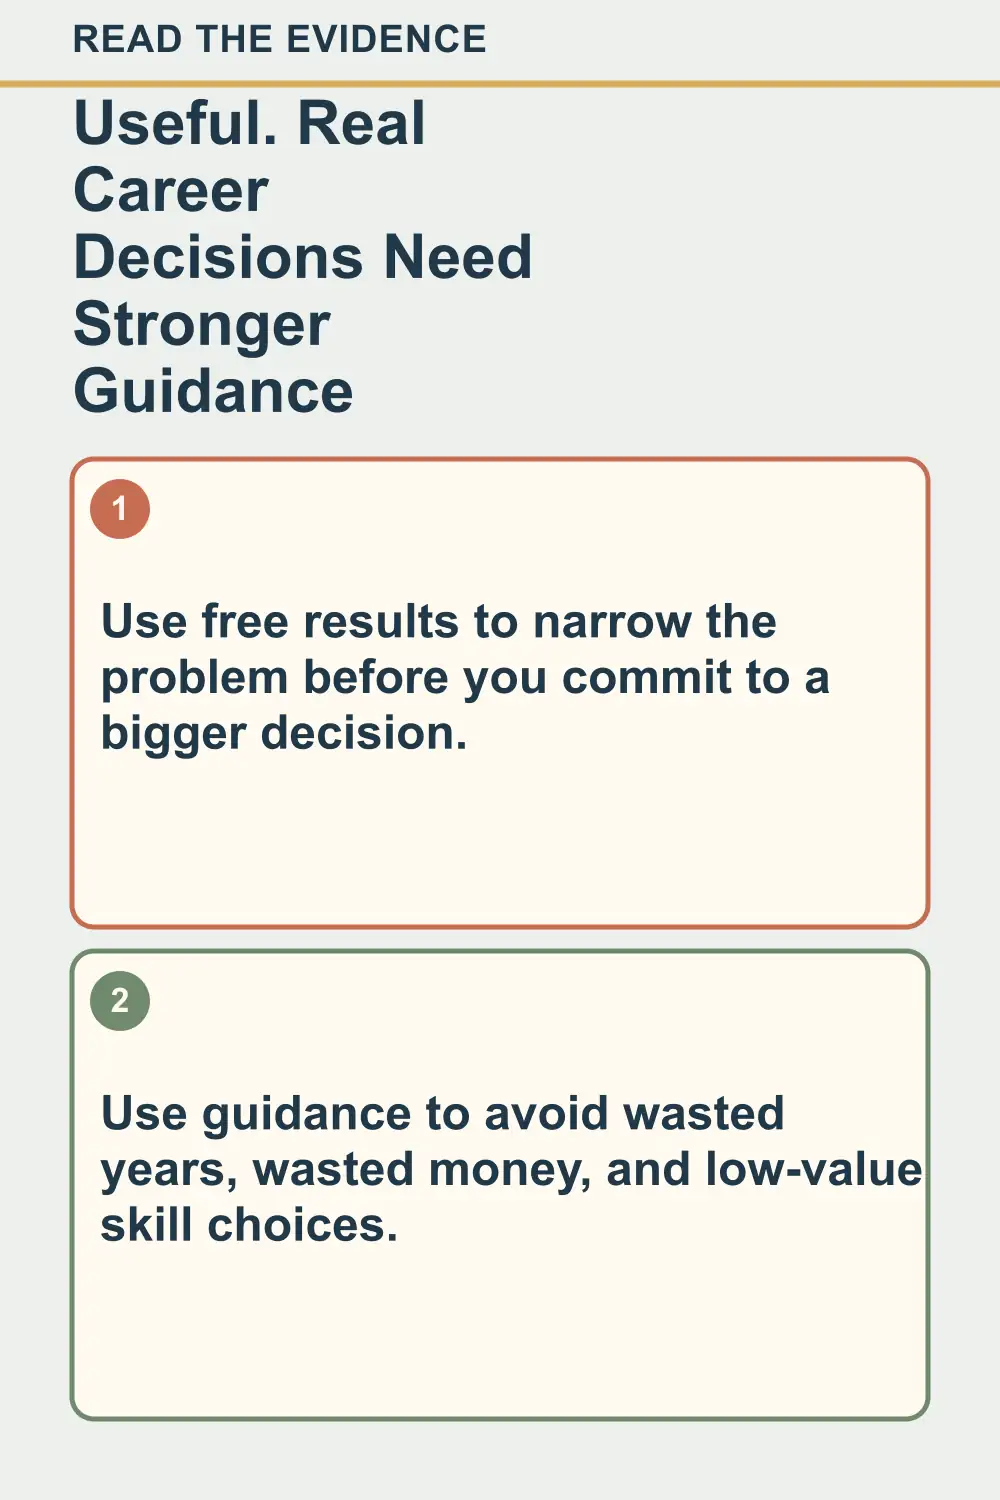 READ THE EVIDENCE
Useful. Real
Career
Decisions Need
Stronger
Guidance
1
Use free results to narrow the
problem before you commit to a
bigger decision.
2
Use guidance to avoid wasted
years, wasted money, and low-value
skill choices.